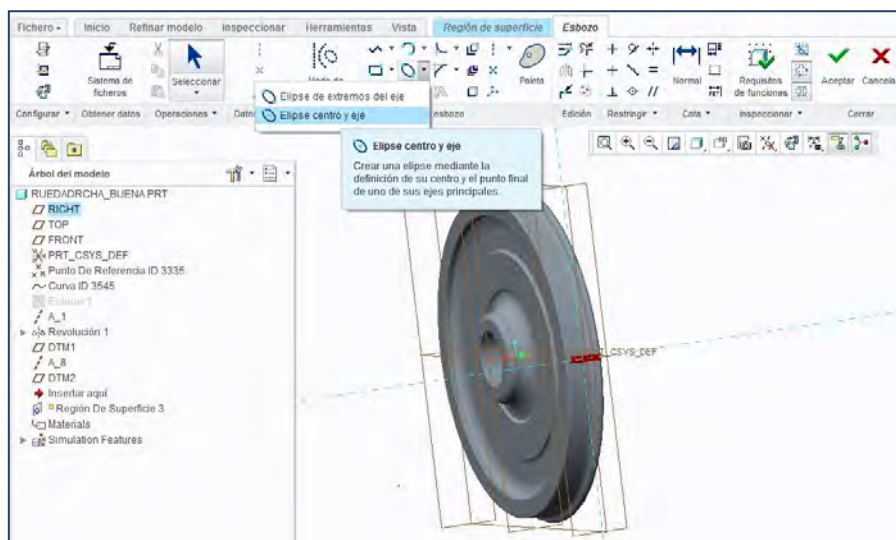 Fichero Inicio Refinar modelo Inspeccionar Herramientas Vista Región de superficie Esbozo
Sistema de ficheros
Seleccionar
Paleta
Normal
Requisitos de funciones
Aceptar Cancela
Elipse de extremos del eje
Elipse centro y eje
Configurar Obtener datos Operaciones esbozo Edición Restringir Cota Inspeccionar Cerrar
Elipse centro y eje
Crear una elipse mediante la
definición de su centro y el punto final
de uno de sus ejes principales.
Árbol del modelo
RUEDADRCHA_BUENA.PRT
RIGHT
TOP
FRONT
PRT_CSYS_DEF
Punto De Referencia ID 3335
Curva ID 3545
A_1
Revolución 1
DTM1
A_8
DTM2
Insertar aquí
Región De Superficie 3
Materials
Simulation Features
CSYS_DEF